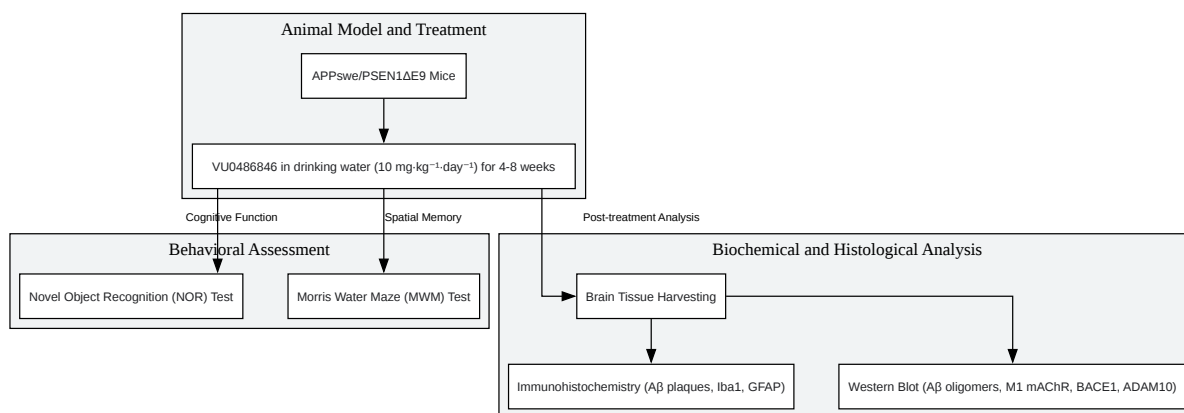 Animal Model and Treatment
APPswe/PSEN1ΔE9 Mice
VU0486846 in drinking water (10 mg·kg⁻¹·day⁻¹) for 4-8 weeks
Cognitive Function
Spatial Memory
Post-treatment Analysis
Behavioral Assessment
Biochemical and Histological Analysis
Novel Object Recognition (NOR) Test
Morris Water Maze (MWM) Test
Brain Tissue Harvesting
Immunohistochemistry (Aβ plaques, Iba1, GFAP)
Western Blot (Aβ oligomers, M1 mAChR, BACE1, ADAM10)